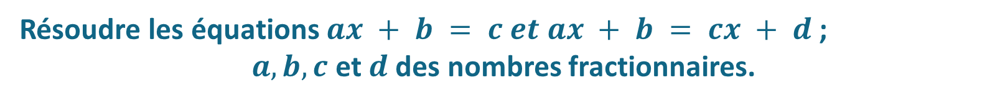 Résoudre les équations ax + b = c et ax + b = cx + d ;
a, b, c et d des nombres fractionnaires.